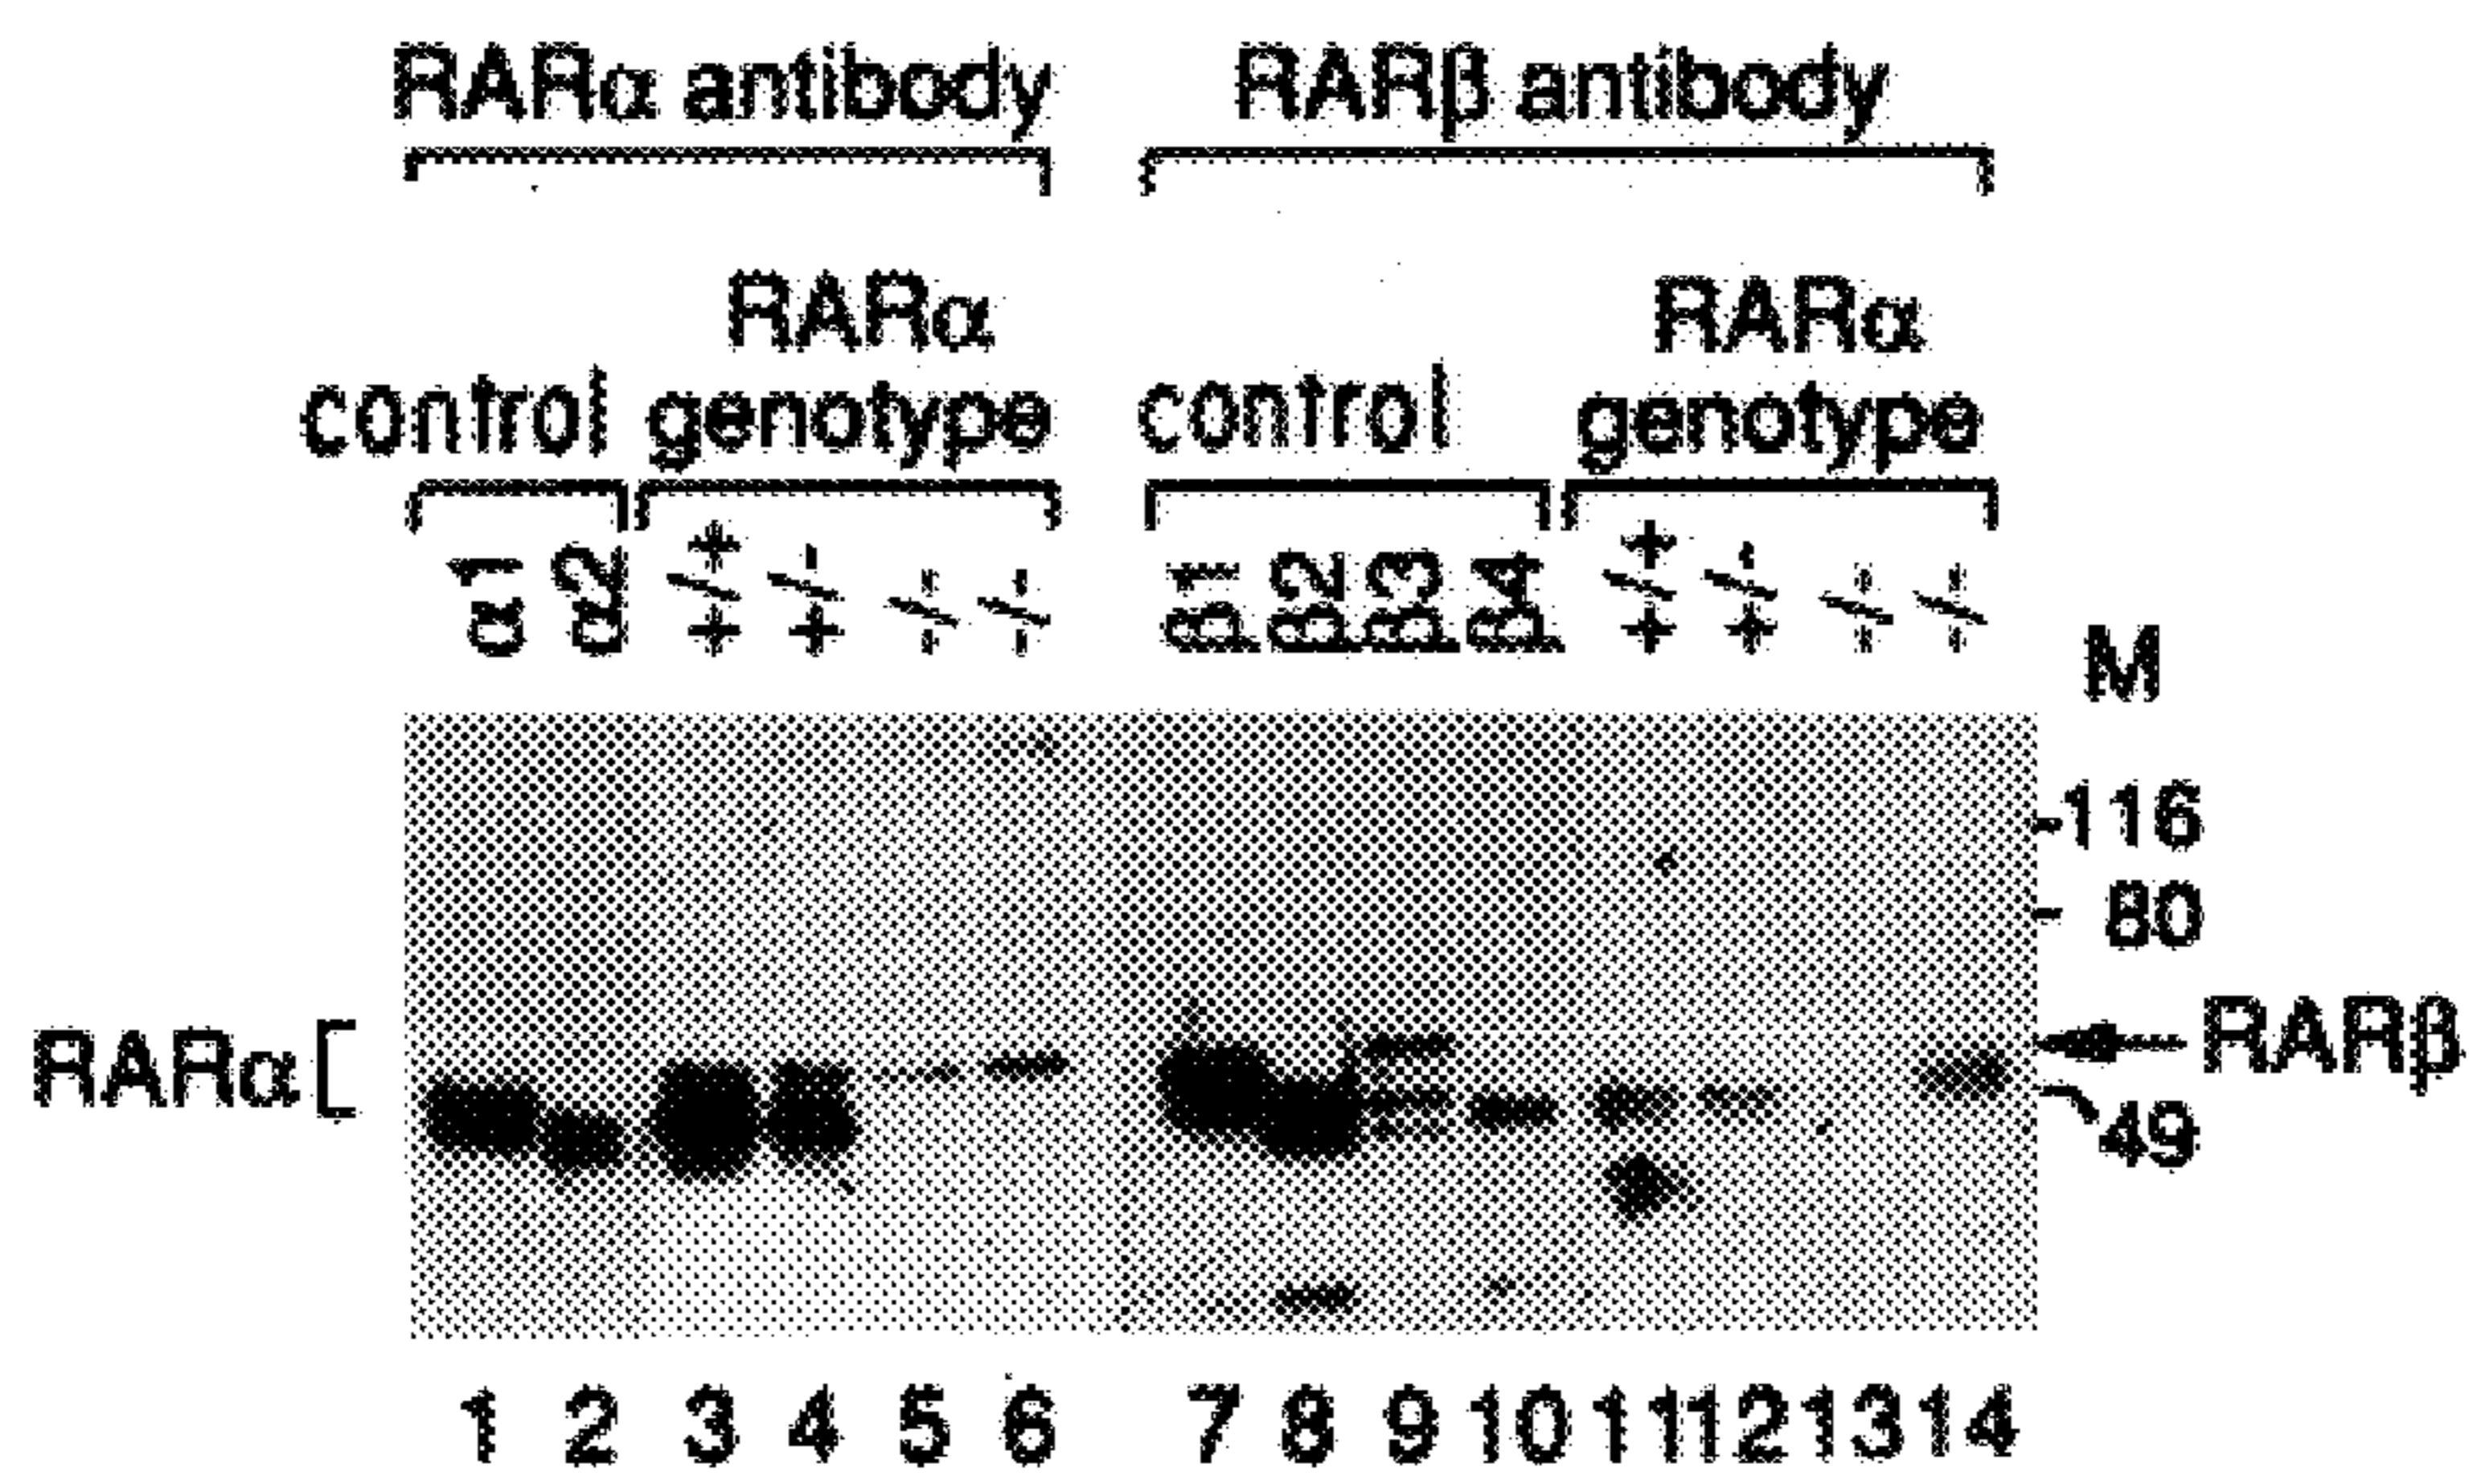 RARα antibody RARβ antibody
RARα RARα
control genotype control genotype
α1 α2 +/+ +/- -/- -/- β1 β2 β3 β4 +/+ +/- -/- -/-
M
116
80
RARα RARβ
49
1 2 3 4 5 6 7 8 9 10 11 12 13 14